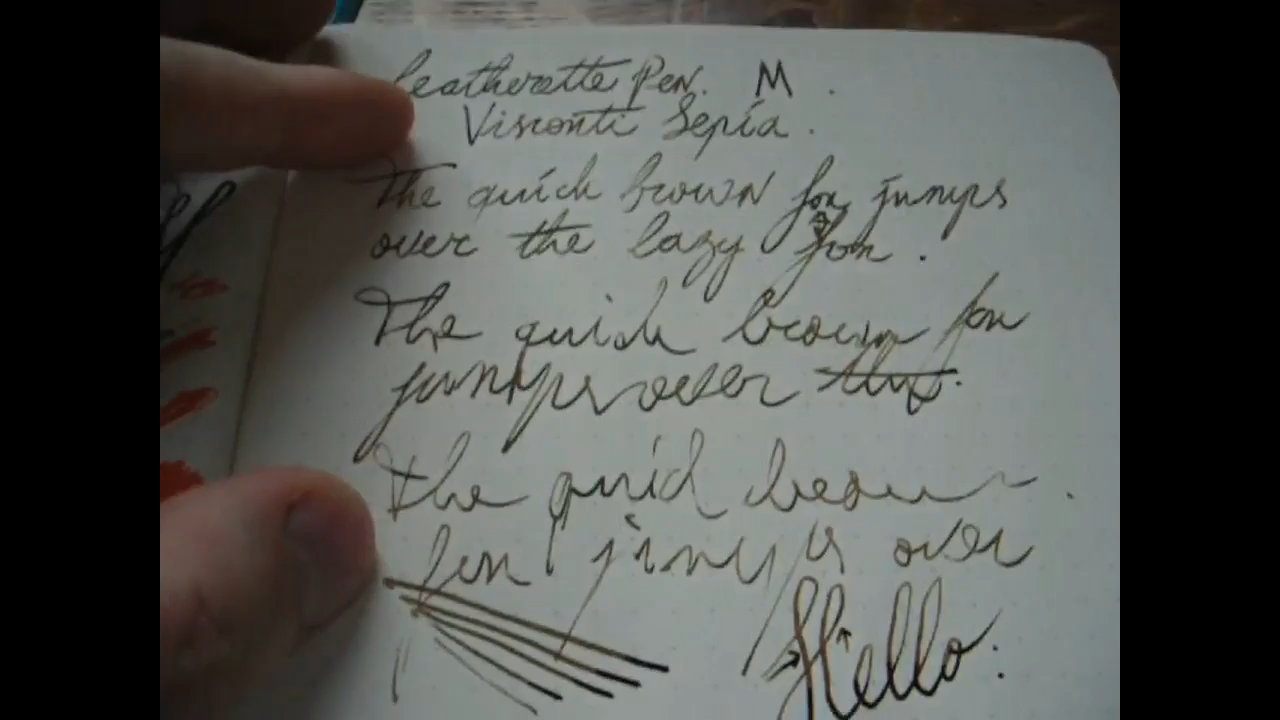 Leatherette Pen. M.
Visconti Sepia.
The quick brown fox jumps
over the lazy fox.
The quick brown fox
jumps over the
The quick brown.
fox jumps over
Hello.